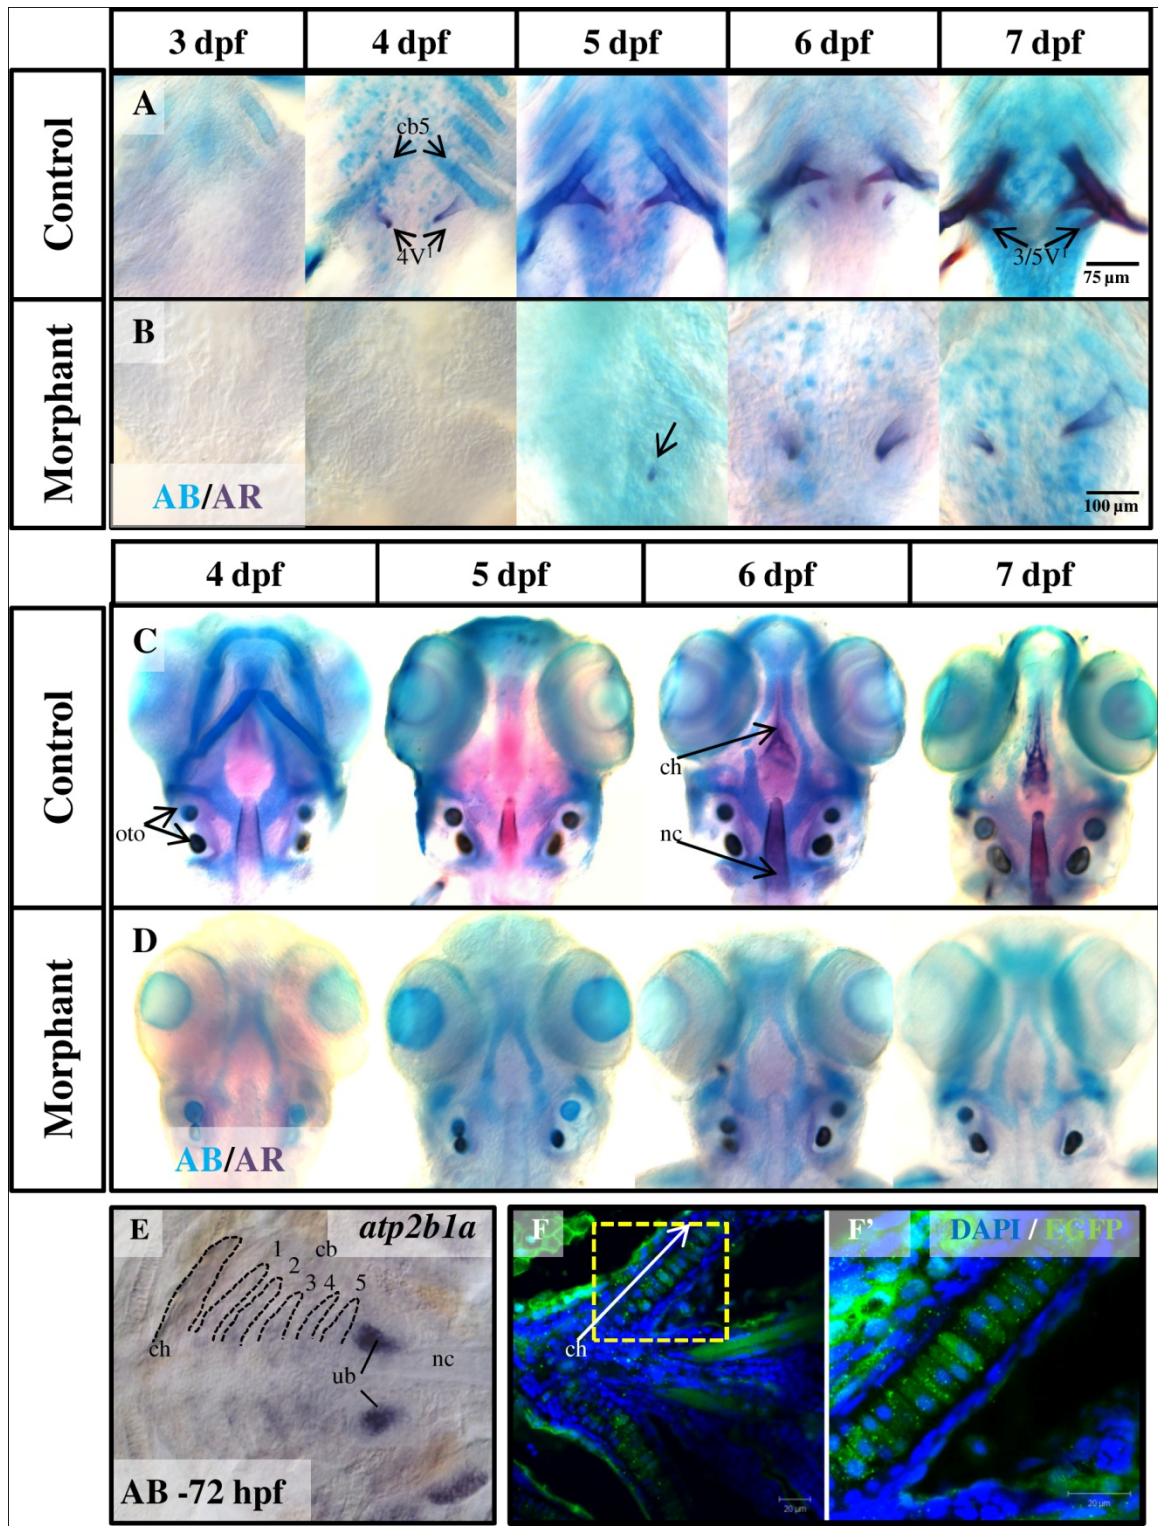 3 dpf 4 dpf 5 dpf 6 dpf 7 dpf
Control
A
cb5
4V¹
3/5V¹
75 µm
Morphant
B
AB/AR
100 µm
4 dpf 5 dpf 6 dpf 7 dpf
Control
C
oto
ch
nc
Morphant
D
AB/AR
E
atp2b1a
1
cb
2
3
4
5
ch
ub
nc
AB -72 hpf
F
ch
20 µm
F'
DAPI / EGFP
20 µm